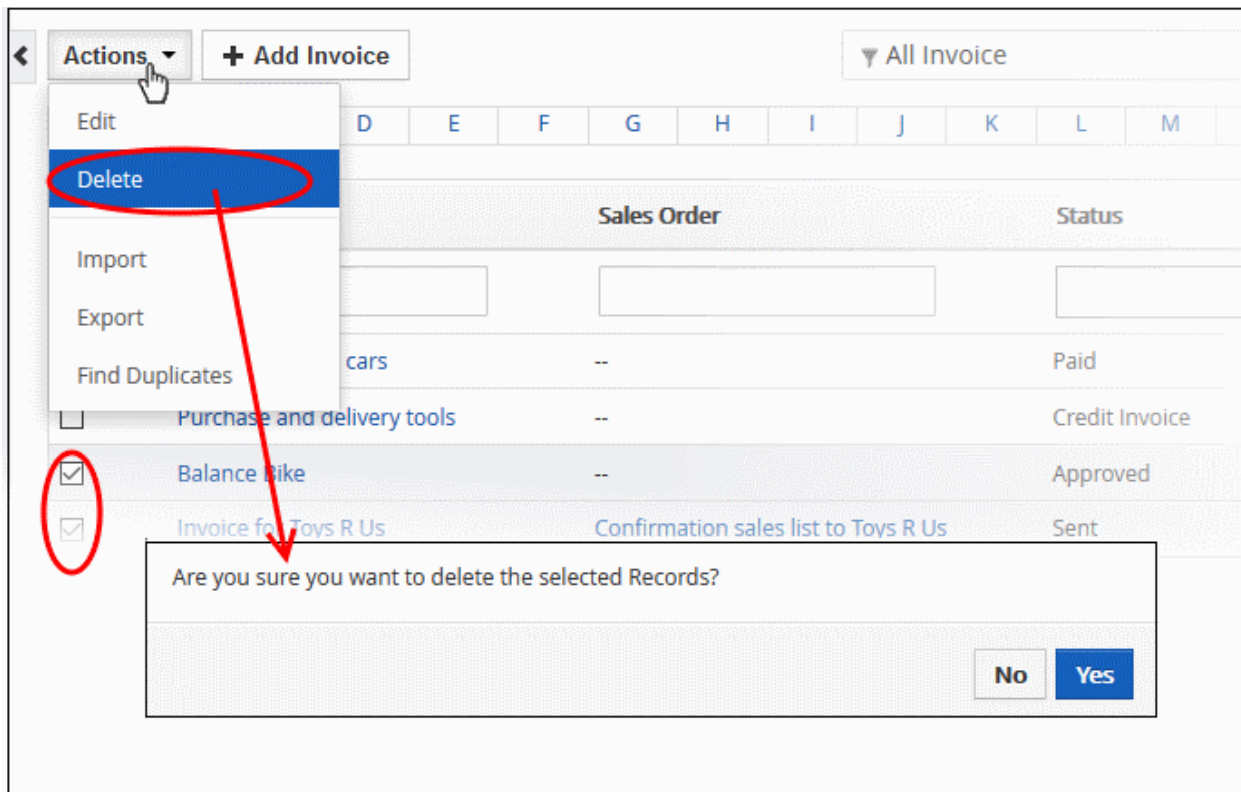 Actions + Add Invoice All Invoice
Edit
D E F G H I J K L M
Delete
Sales Order Status
Import
Export
Find Duplicates
cars -- Paid
Purchase and delivery tools -- Credit Invoice
Balance Bike -- Approved
Invoice for Toys R Us Confirmation sales list to Toys R Us Sent
Are you sure you want to delete the selected Records?
No Yes